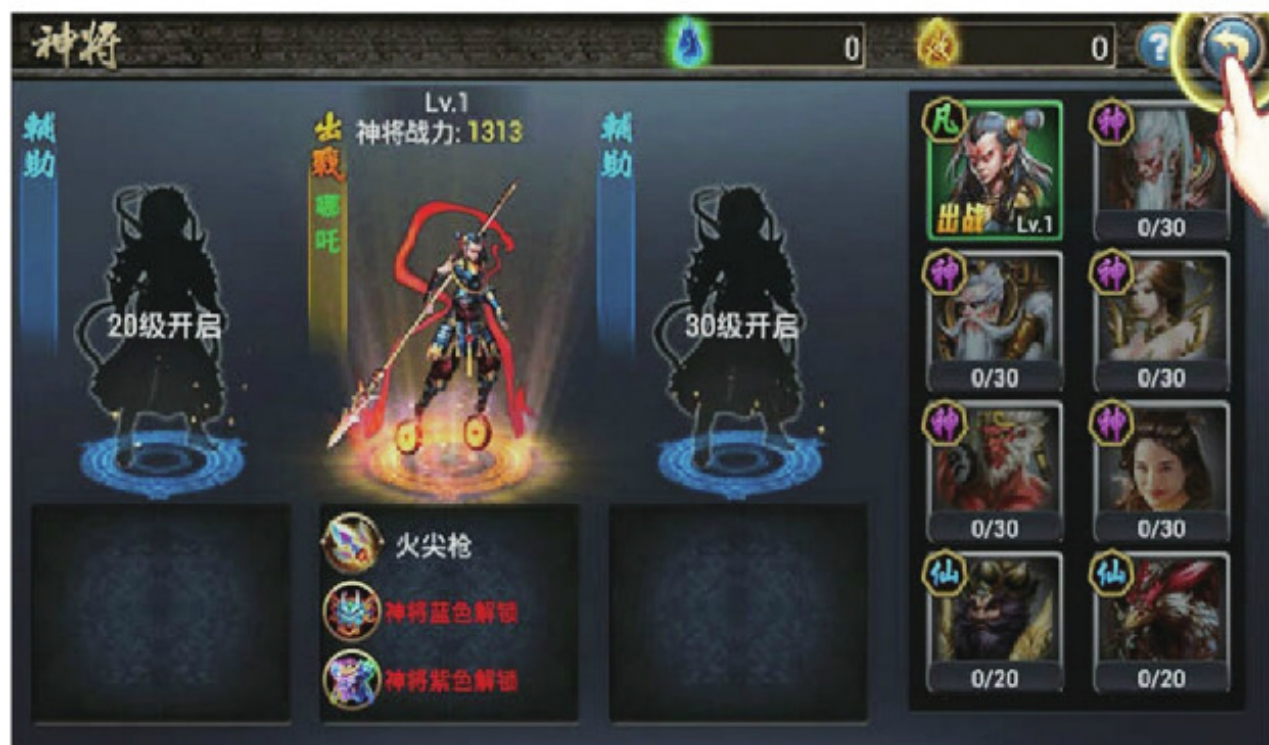 神将
0
0
?
輔助
出戰
哪吒
Lv.1
神将战力: 1313
輔助
20级开启
30级开启
火尖枪
神将蓝色解锁
神将紫色解锁
凡
出战
Lv.1
神
0/30
神
0/30
神
0/30
神
0/30
神
0/30
仙
0/20
仙
0/20